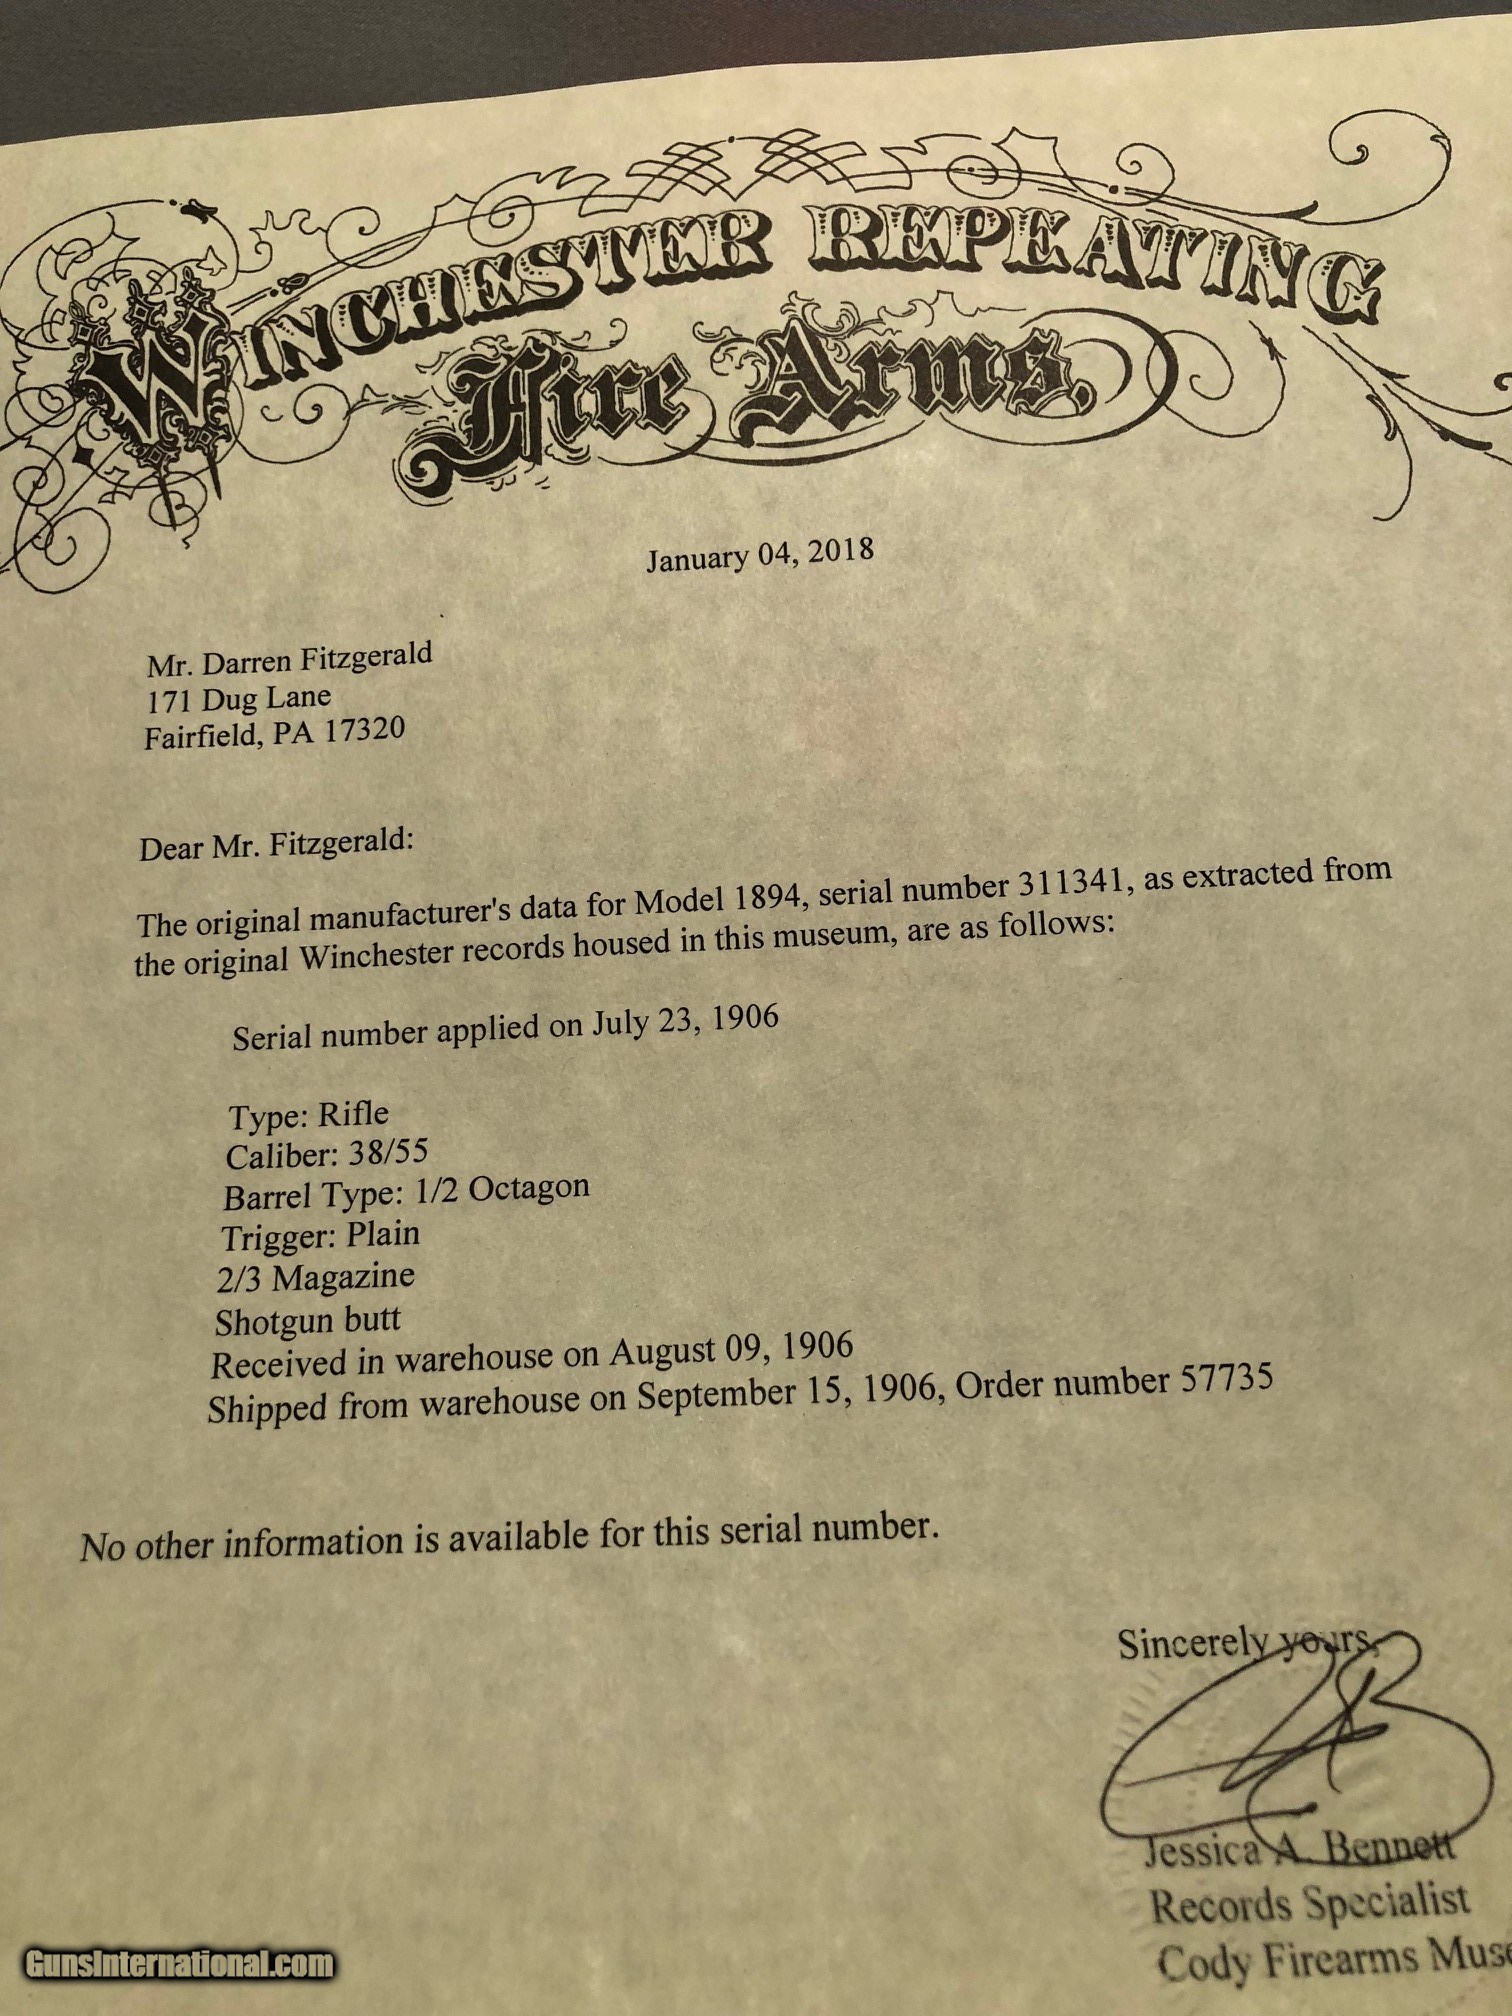 WINCHESTER REPEATING
Fire Arms.
January 04, 2018
Mr. Darren Fitzgerald
171 Dug Lane
Fairfield, PA 17320
Dear Mr. Fitzgerald:
The original manufacturer's data for Model 1894, serial number 311341, as extracted from
the original Winchester records housed in this museum, are as follows:
Serial number applied on July 23, 1906
Type: Rifle
Caliber: 38/55
Barrel Type: 1/2 Octagon
Trigger: Plain
2/3 Magazine
Shotgun butt
Received in warehouse on August 09, 1906
Shipped from warehouse on September 15, 1906, Order number 57735
No other information is available for this serial number.
Sincerely yours,
Jessica A. Bennett
Records Specialist
Cody Firearms Muse
GunsInternational.com